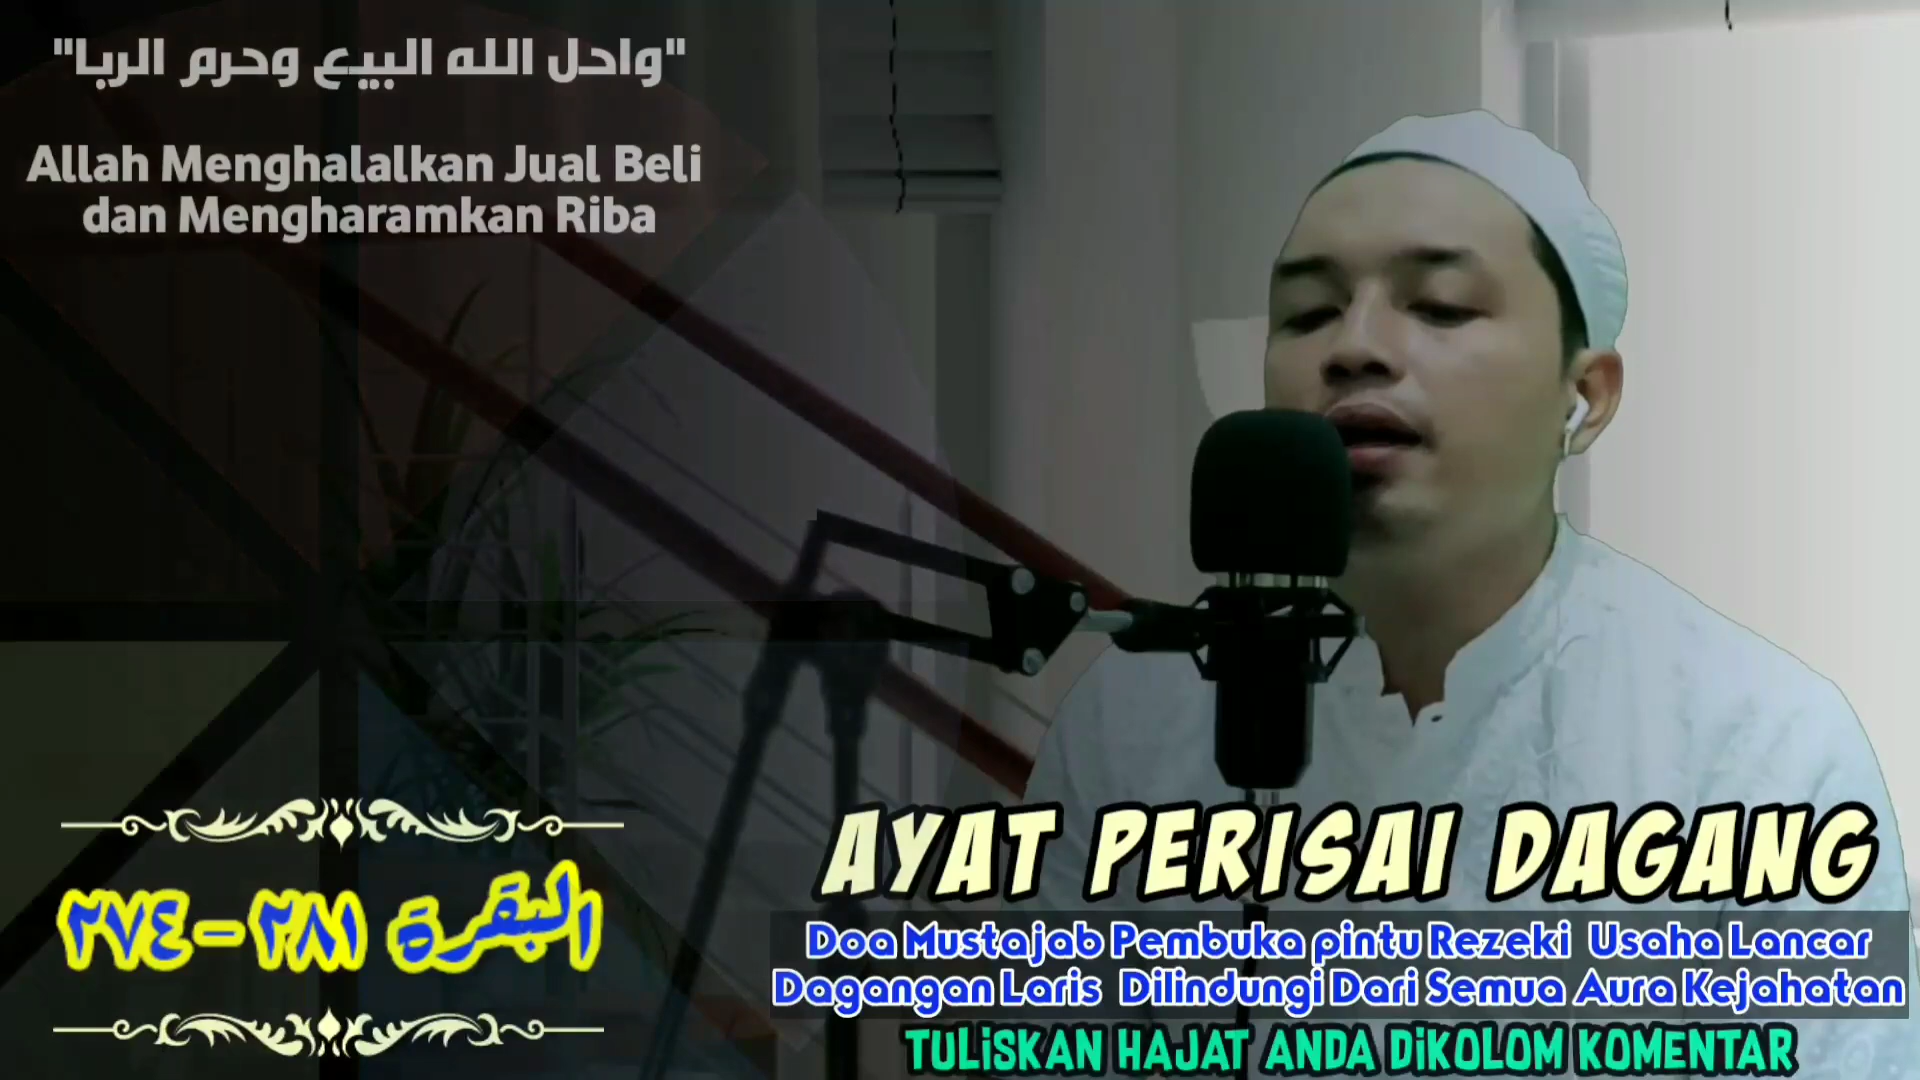 "واحل الله البيع وحرم الربا"
Allah Menghalalkan Jual Beli
dan Mengharamkan Riba
البقرة ٢٨١ - ٢٧٤
AYAT PERISAI DAGANG
Doa Mustajab Pembuka pintu Rezeki Usaha Lancar
Dagangan Laris Dilindungi Dari Semua Aura Kejahatan
TULISKAN HAJAT ANDA DIKOLOM KOMENTAR